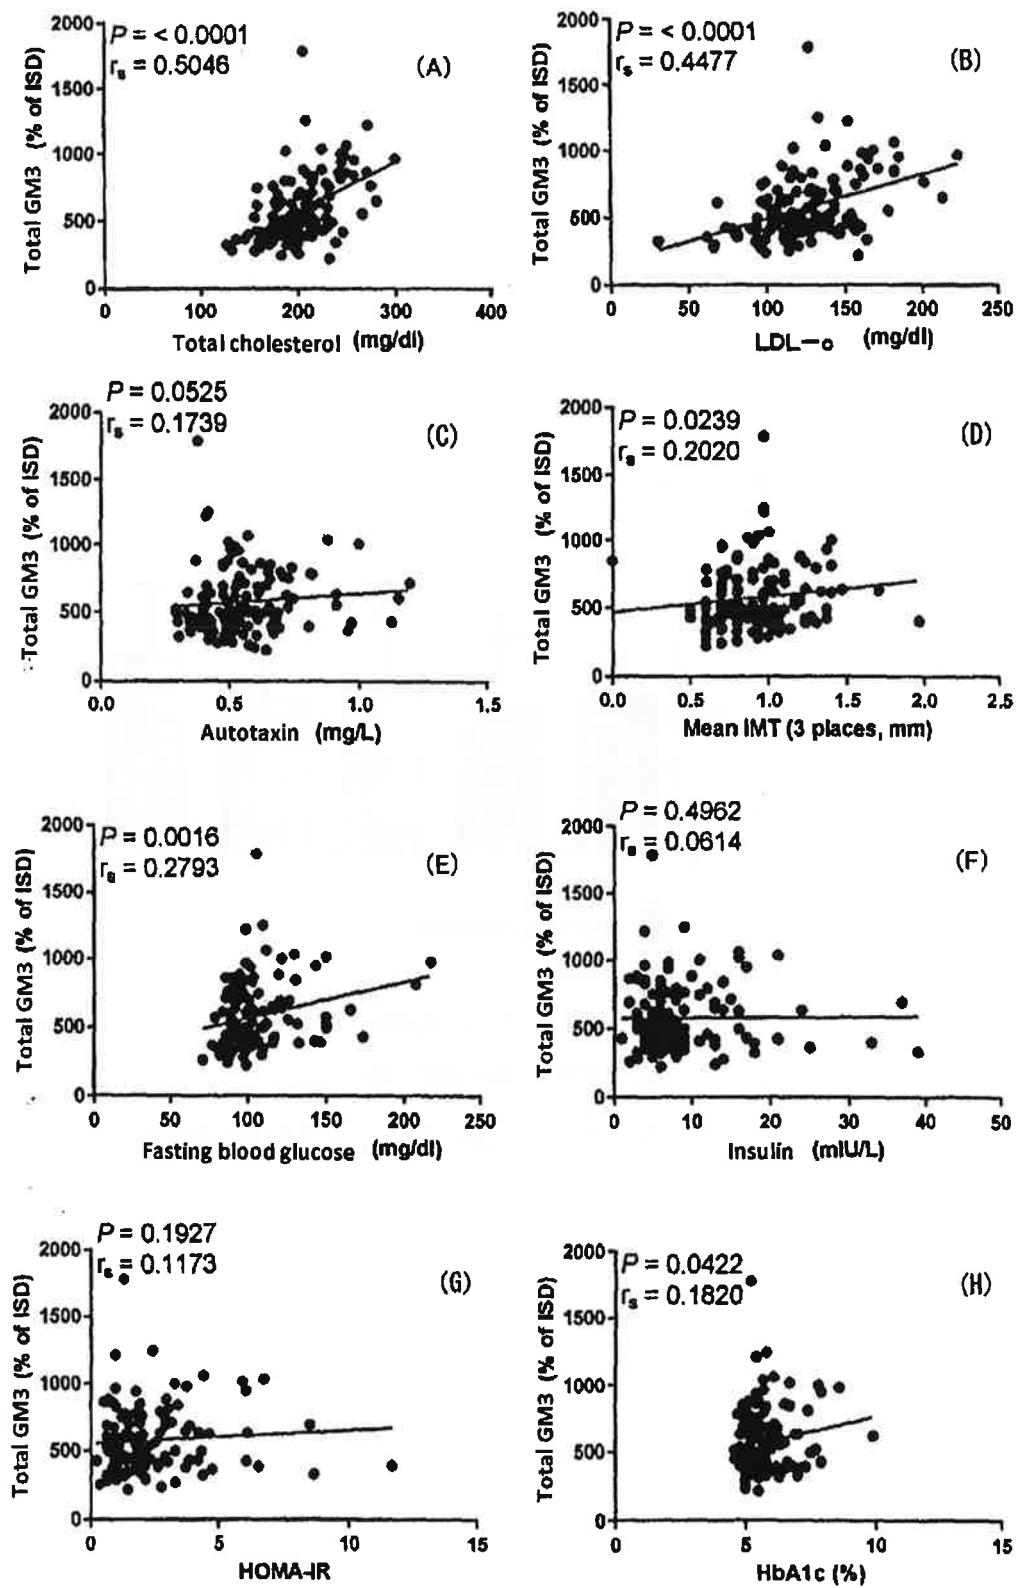 P = < 0.0001
r_s = 0.5046
(A)
Total GM3 (% of ISD)
2000
1500
1000
500
0
0 100 200 300 400
Total cholesterol (mg/dl)
P = < 0.0001
r_s = 0.4477
(B)
Total GM3 (% of ISD)
2000
1500
1000
500
0
0 50 100 150 200 250
LDL-c (mg/dl)
P = 0.0525
r_s = 0.1739
(C)
Total GM3 (% of ISD)
2000
1500
1000
500
0
0.0 0.5 1.0 1.5
Autotaxin (mg/L)
P = 0.0239
r_s = 0.2020
(D)
Total GM3 (% of ISD)
2000
1500
1000
500
0
0.0 0.5 1.0 1.5 2.0 2.5
Mean IMT (3 places, mm)
P = 0.0016
r_s = 0.2793
(E)
Total GM3 (% of ISD)
2000
1500
1000
500
0
0 50 100 150 200 250
Fasting blood glucose (mg/dl)
P = 0.4962
r_s = 0.0614
(F)
Total GM3 (% of ISD)
2000
1500
1000
500
0
0 10 20 30 40 50
Insulin (mIU/L)
P = 0.1927
r_s = 0.1173
(G)
Total GM3 (% of ISD)
2000
1500
1000
500
0
0 5 10 15
HOMA-IR
P = 0.0422
r_s = 0.1820
(H)
Total GM3 (% of ISD)
2000
1500
1000
500
0
0 5 10 15
HbA1c (%)